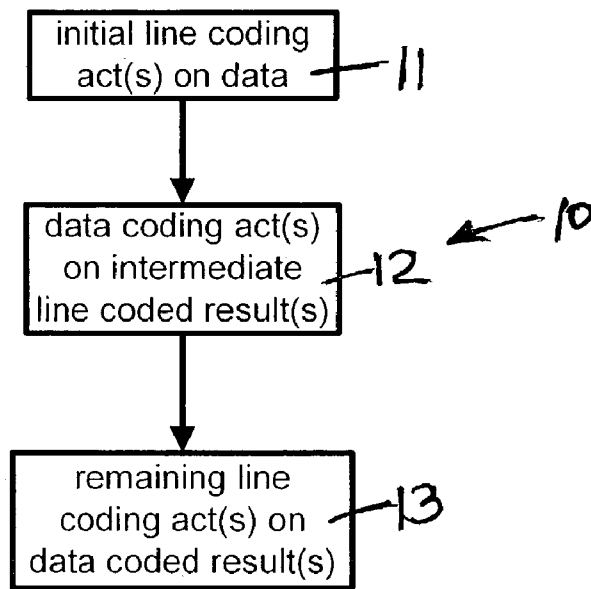 initial line coding
act(s) on data
11
data coding act(s)
on intermediate
line coded result(s)
12
10
remaining line
coding act(s) on
data coded result(s)
13